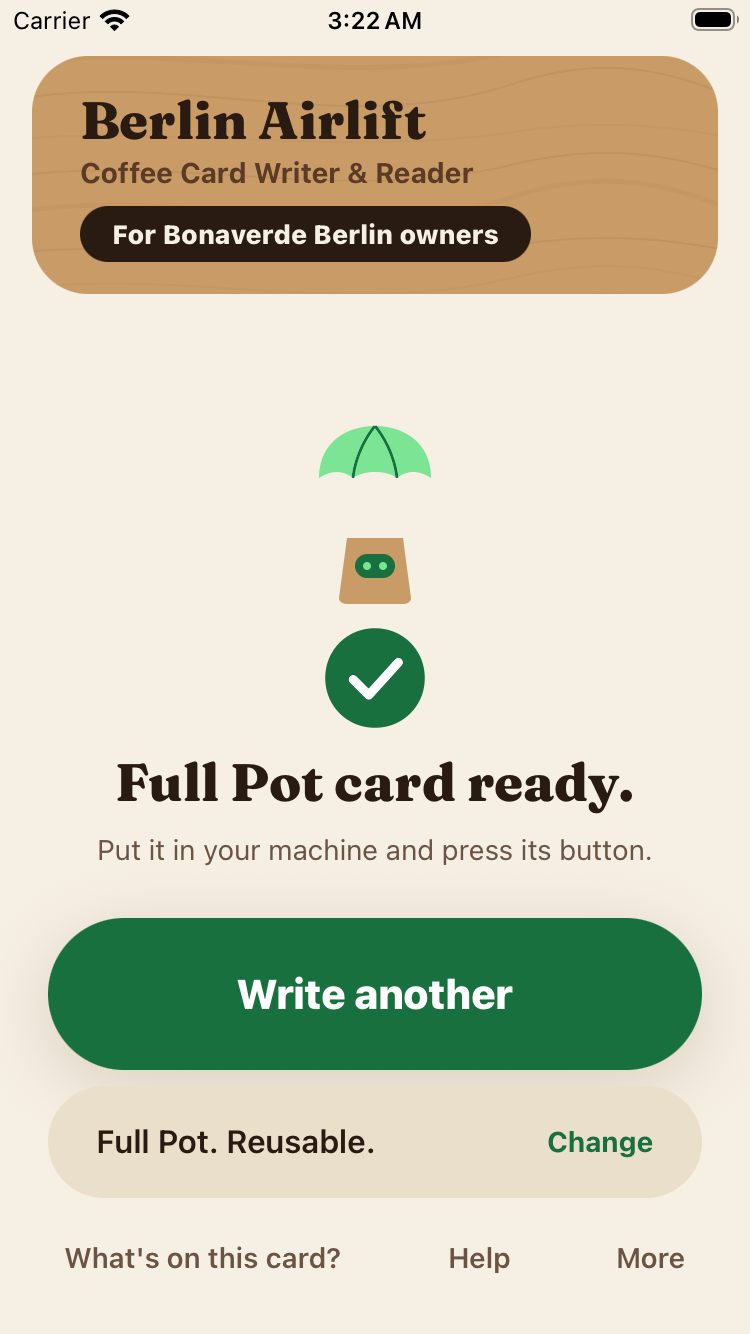 Carrier
3:22 AM
Berlin Airlift
Coffee Card Writer & Reader
For Bonaverde Berlin owners
Full Pot card ready.
Put it in your machine and press its button.
Write another
Full Pot. Reusable.
Change
What's on this card?
Help
More